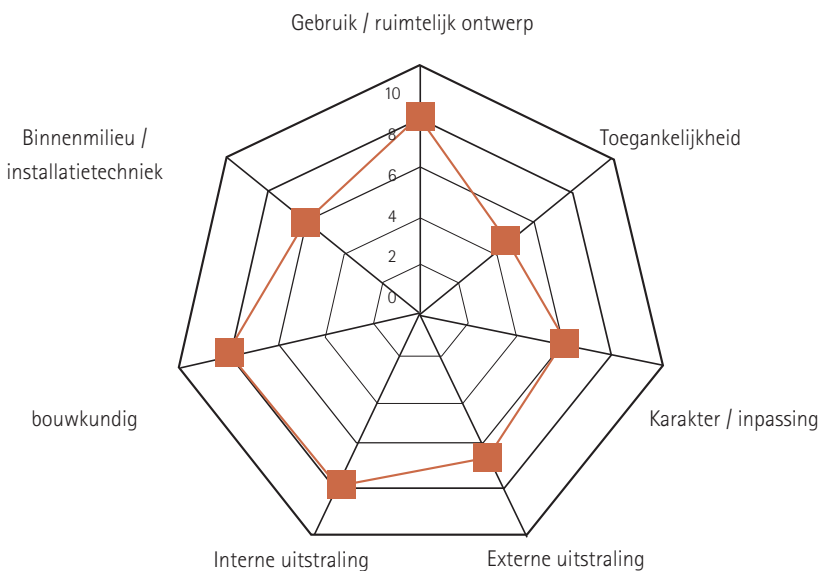 Gebruik / ruimtelijk ontwerp
10
Binnenmilieu /
installatietechniek
8
Toegankelijkheid
6
4
2
0
bouwkundig
Karakter / inpassing
Interne uitstraling
Externe uitstraling